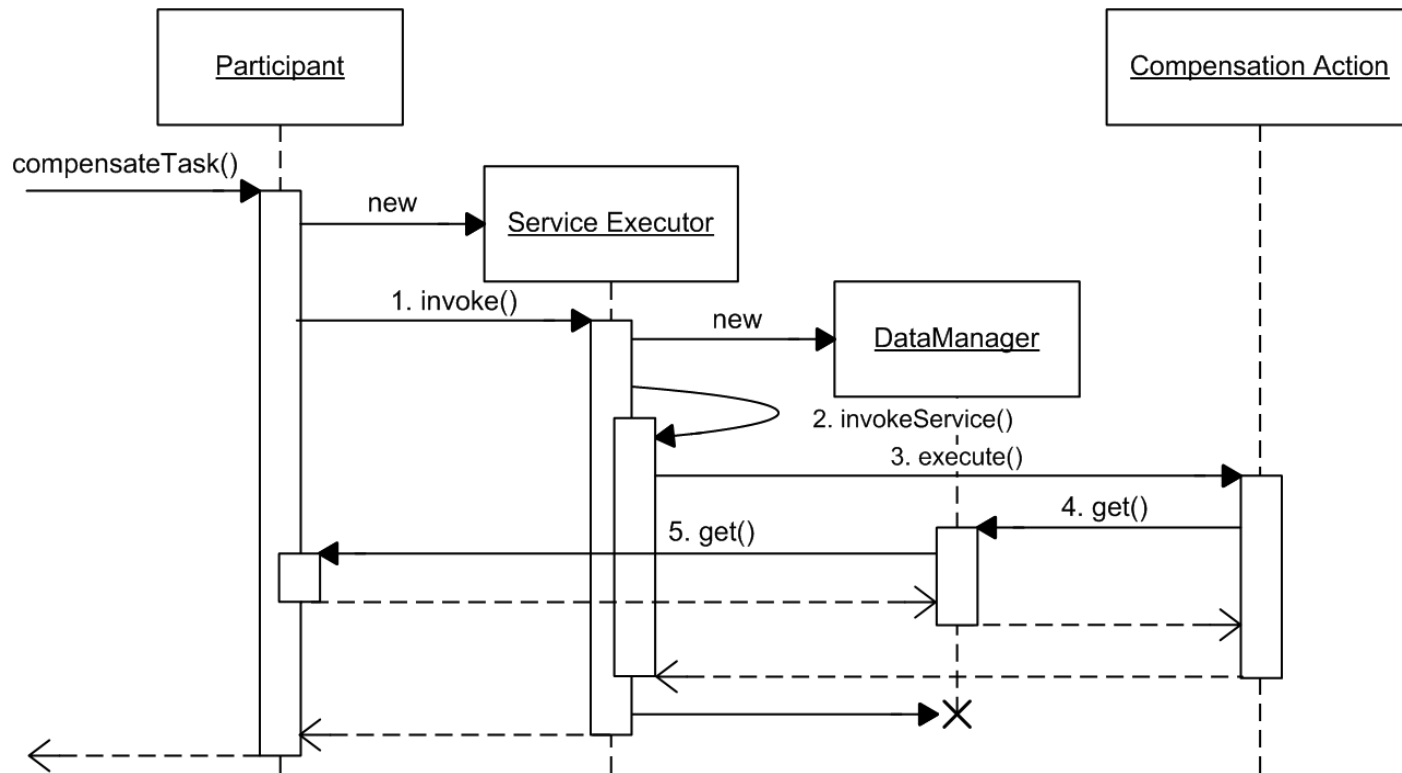 Participant
Compensation Action
compensateTask()
new
Service Executor
1. invoke()
new
DataManager
2. invokeService()
3. execute()
4. get()
5. get()